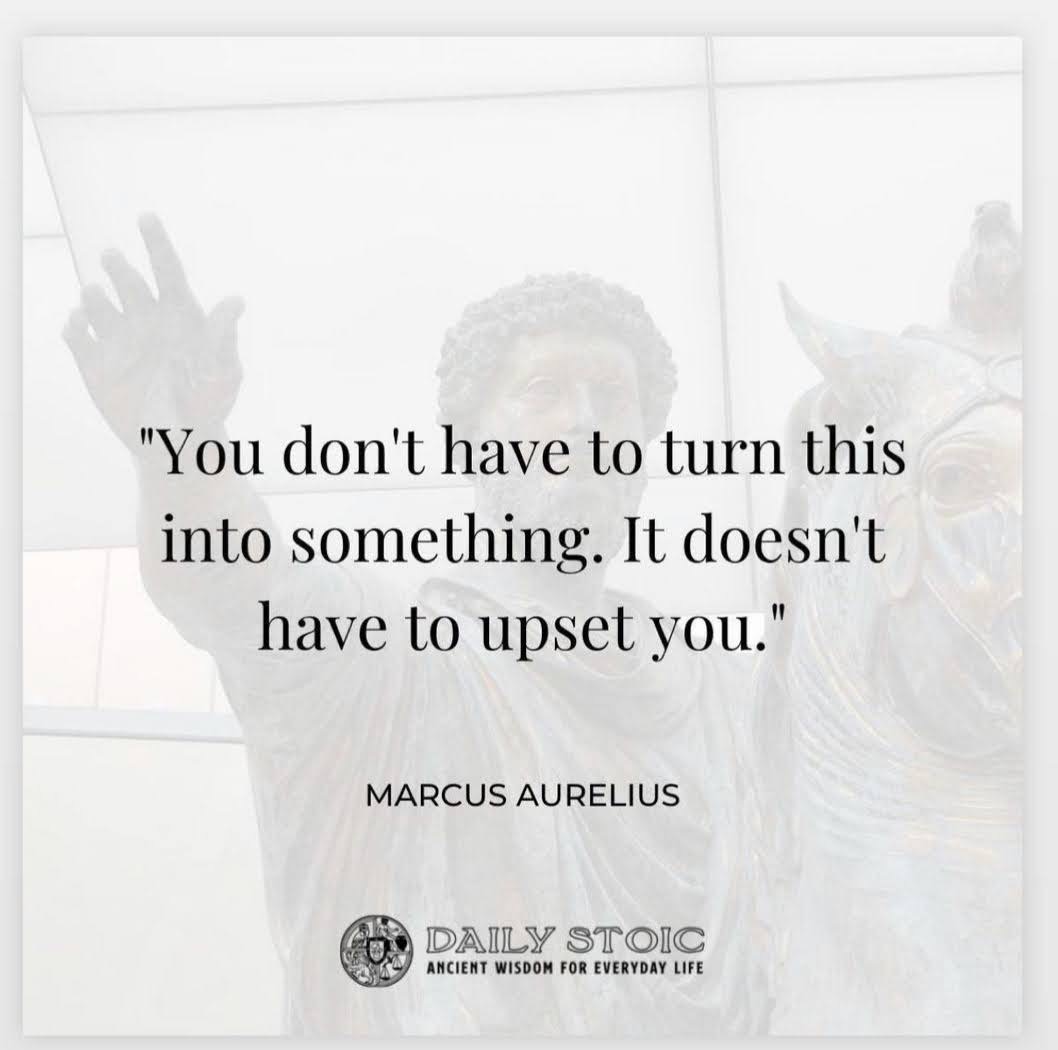 "You don't have to turn this
into something. It doesn't
have to upset you."
MARCUS AURELIUS
DAILY STOIC
ANCIENT WISDOM FOR EVERYDAY LIFE